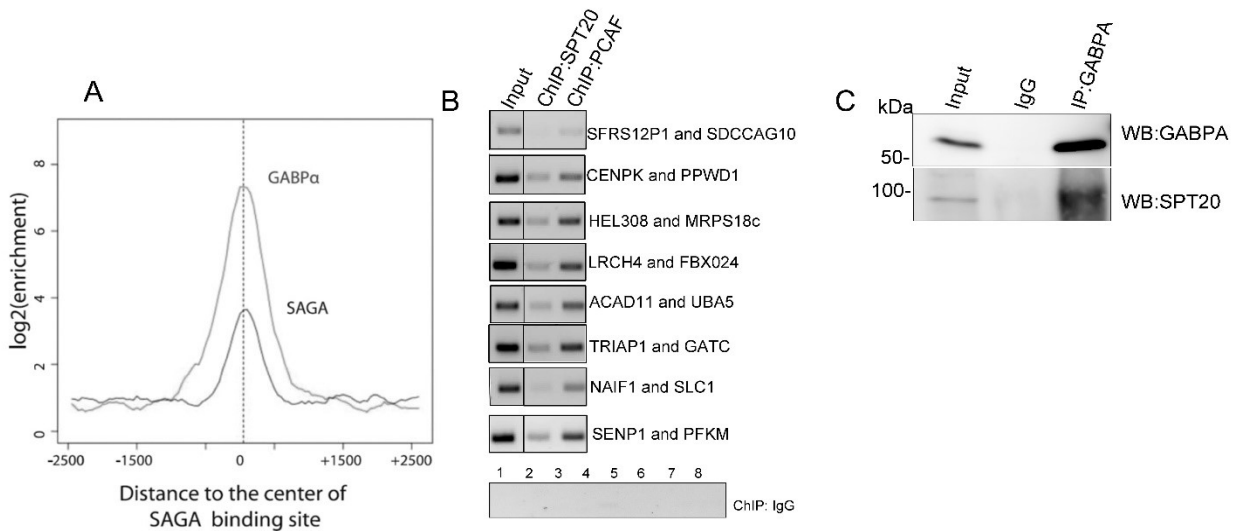 A
log2(enrichment)
8
6
4
2
0
GABPα
SAGA
-2500 -1500 0 +1500 +2500
Distance to the center of
SAGA binding site
B
Input ChIP:SPT20 ChIP:PCAF
SFRS12P1 and SDCCAG10
CENPK and PPWD1
HEL308 and MRPS18c
LRCH4 and FBX024
ACAD11 and UBA5
TRIAP1 and GATC
NAIF1 and SLC1
SENP1 and PFKM
1 2 3 4 5 6 7 8
ChIP: IgG
C
kDa Input IgG IP:GABPA
50- WB:GABPA
100- WB:SPT20